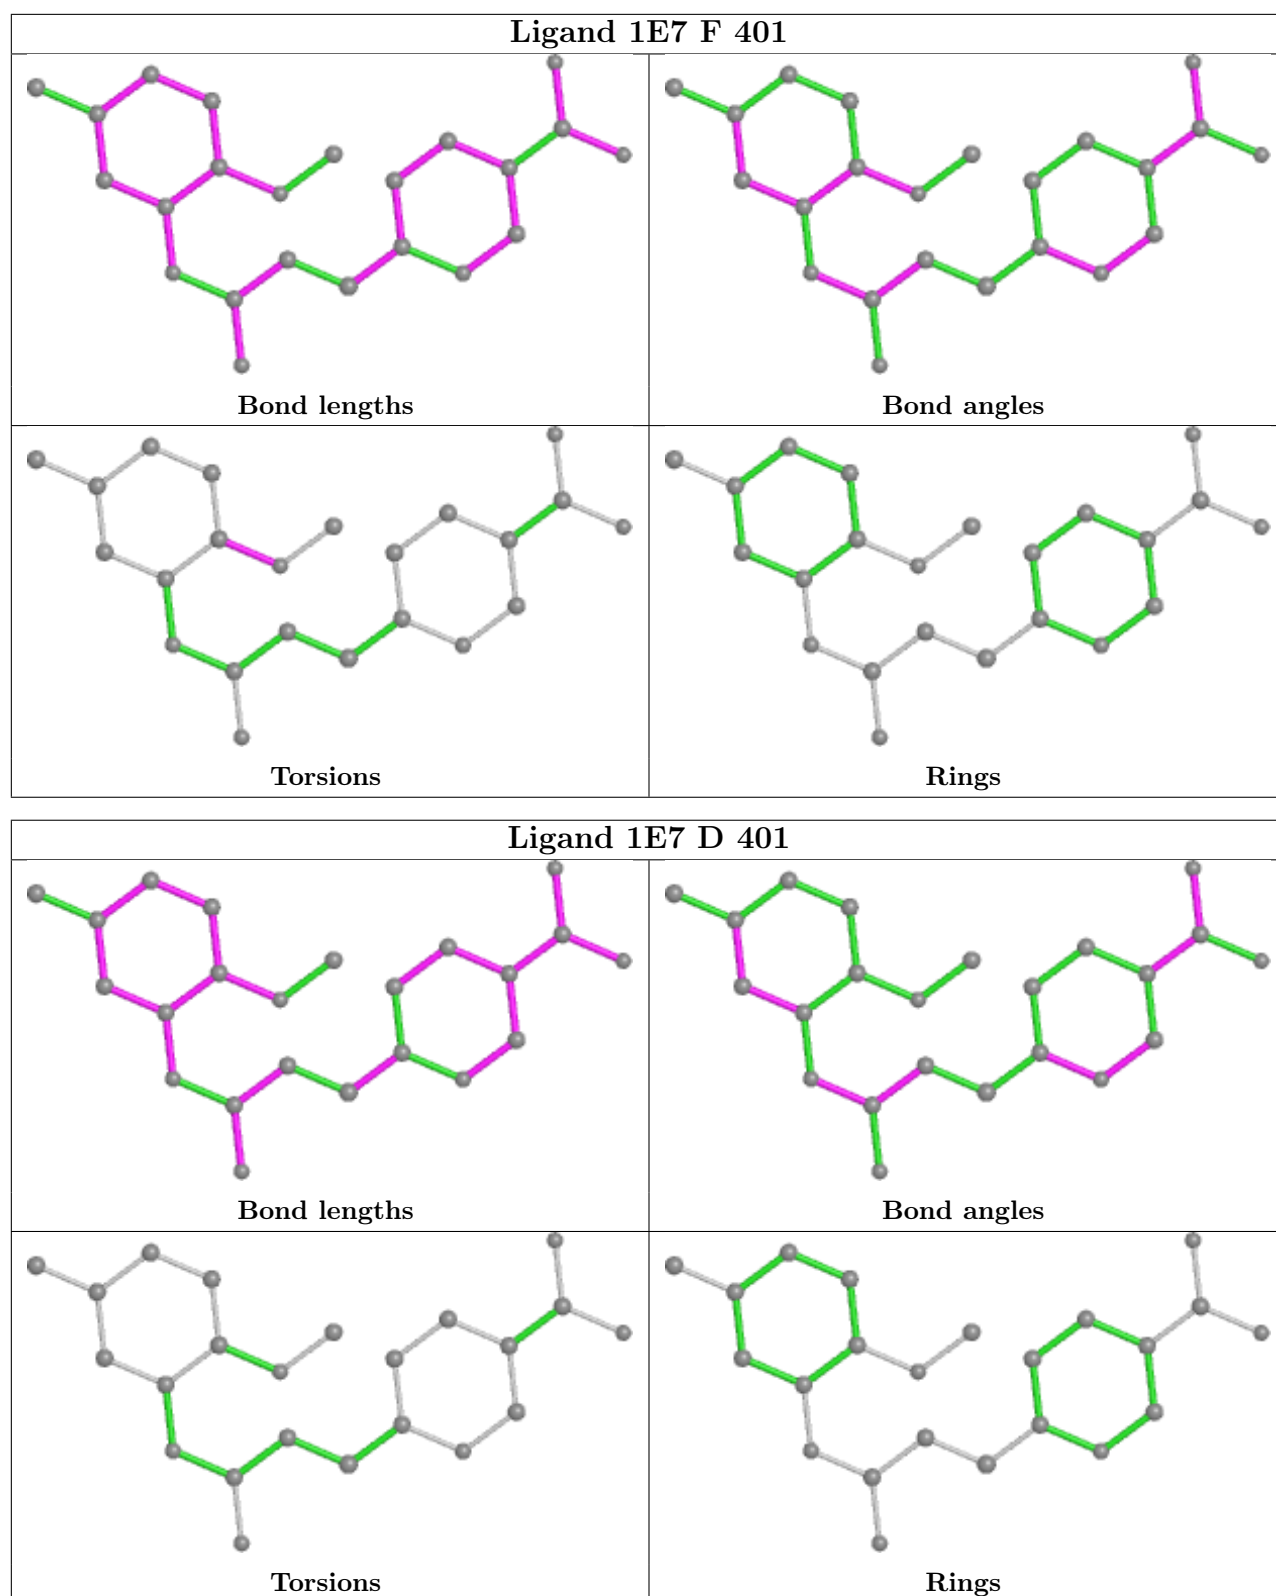 Ligand 1E7 F 401
Bond lengths
Bond angles
Torsions
Rings
Ligand 1E7 D 401
Bond lengths
Bond angles
Torsions
Rings